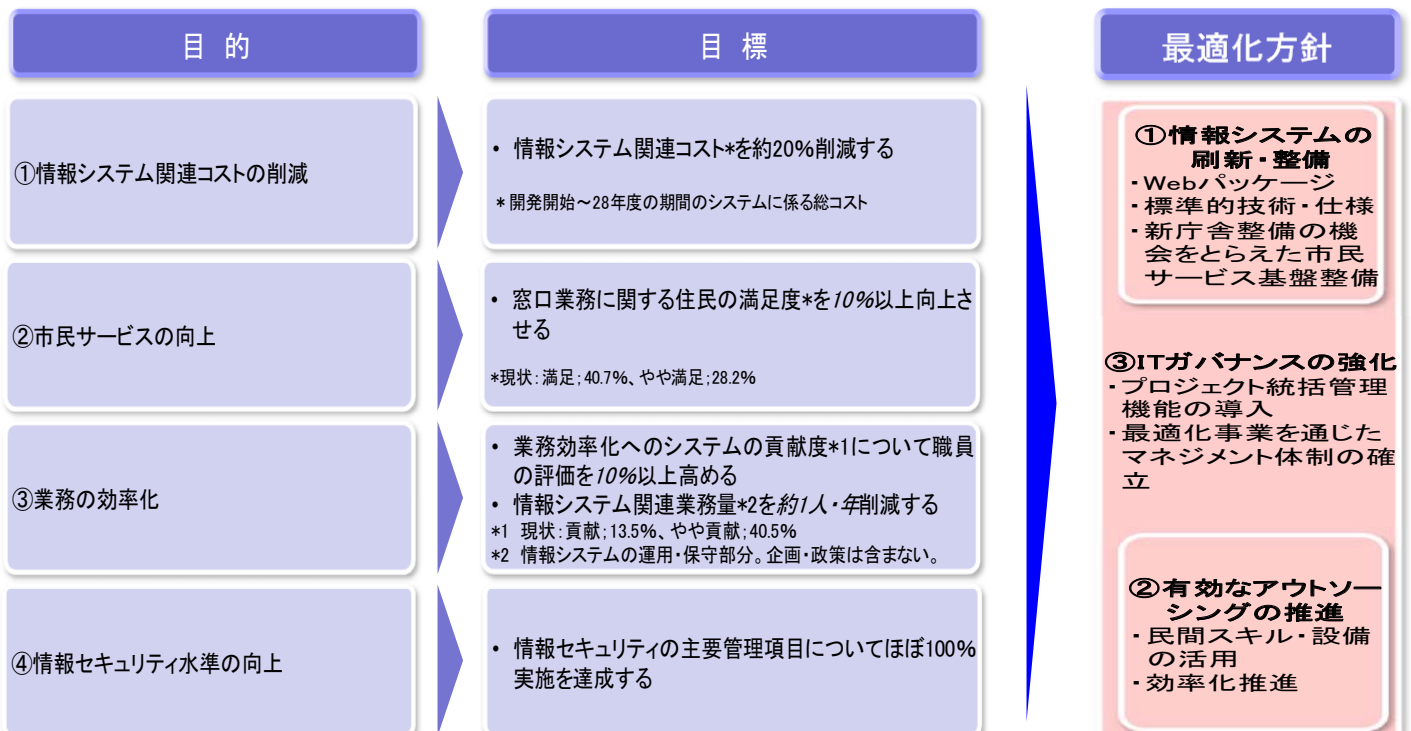 目 的
目 標
最適化方針
①情報システム関連コストの削減
・ 情報システム関連コスト*を約20%削減する
*開発開始～28年度の期間のシステムに係る総コスト
②市民サービスの向上
・ 窓口業務に関する住民の満足度*を10%以上向上さ
せる
*現状：満足；40.7%、やや満足；28.2%
③業務の効率化
・ 業務効率化へのシステムの貢献度*1について職員
の評価を10%以上高める
・ 情報システム関連業務量*2を約1人・年削減する
*1 現状：貢献；13.5%、やや貢献；40.5%
*2 情報システムの運用・保守部分。企画・政策は含まない。
④情報セキュリティ水準の向上
・ 情報セキュリティの主要管理項目についてほぼ100%
実施を達成する
①情報システムの
刷新・整備
・Webパッケージ
・標準的技術・仕様
・新庁舎整備の機
会をとらえた市民
サービス基盤整備
③ITガバナンスの強化
・プロジェクト統括管理
機能の導入
・最適化事業を通じた
マネジメント体制の確
立
②有効なアウトソー
シングの推進
・民間スキル・設備
の活用
・効率化推進